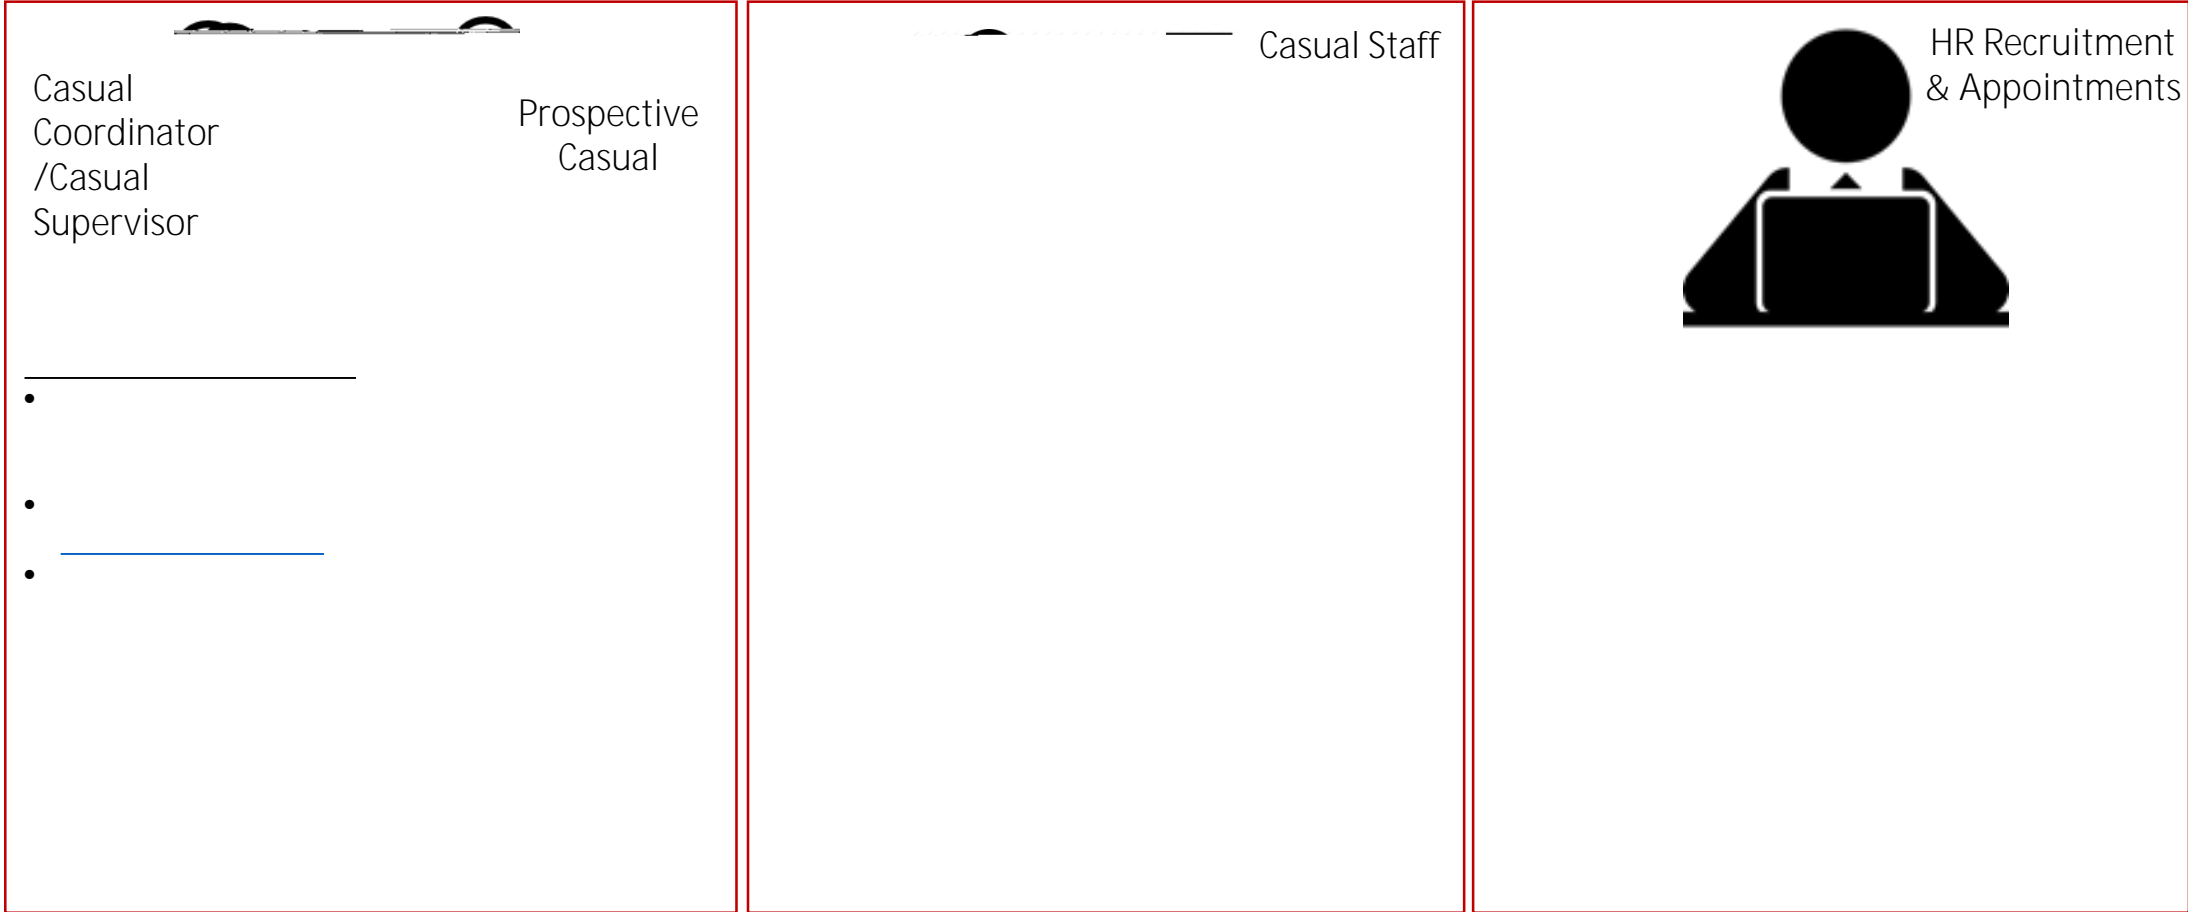 Casual
Coordinator
/Casual
Supervisor
Prospective
Casual
Casual Staff
HR Recruitment
& Appointments